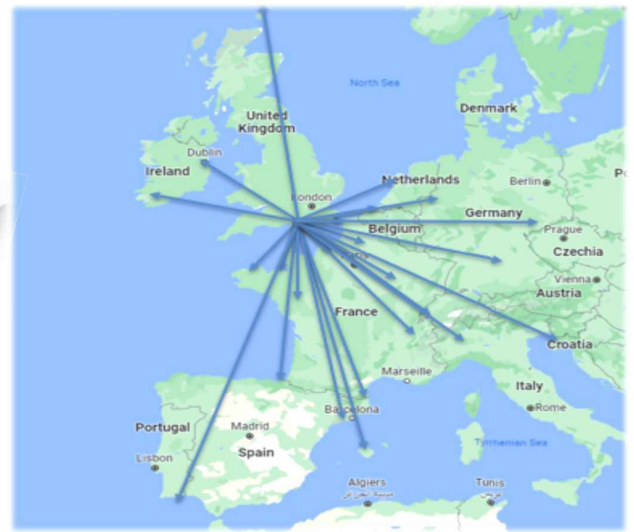 North Sea
Denmark
United
Kingdom
Dublin
Ireland
Netherlands
Berlin
London
Germany
Belgium
Prague
Czechia
Vienna
Austria
France
Croatia
Marseille
Italy
Barcelona
Rome
Portugal
Madrid
Spain
Tyrrhenian Sea
Lisbon
Algiers
Tunis
تونس